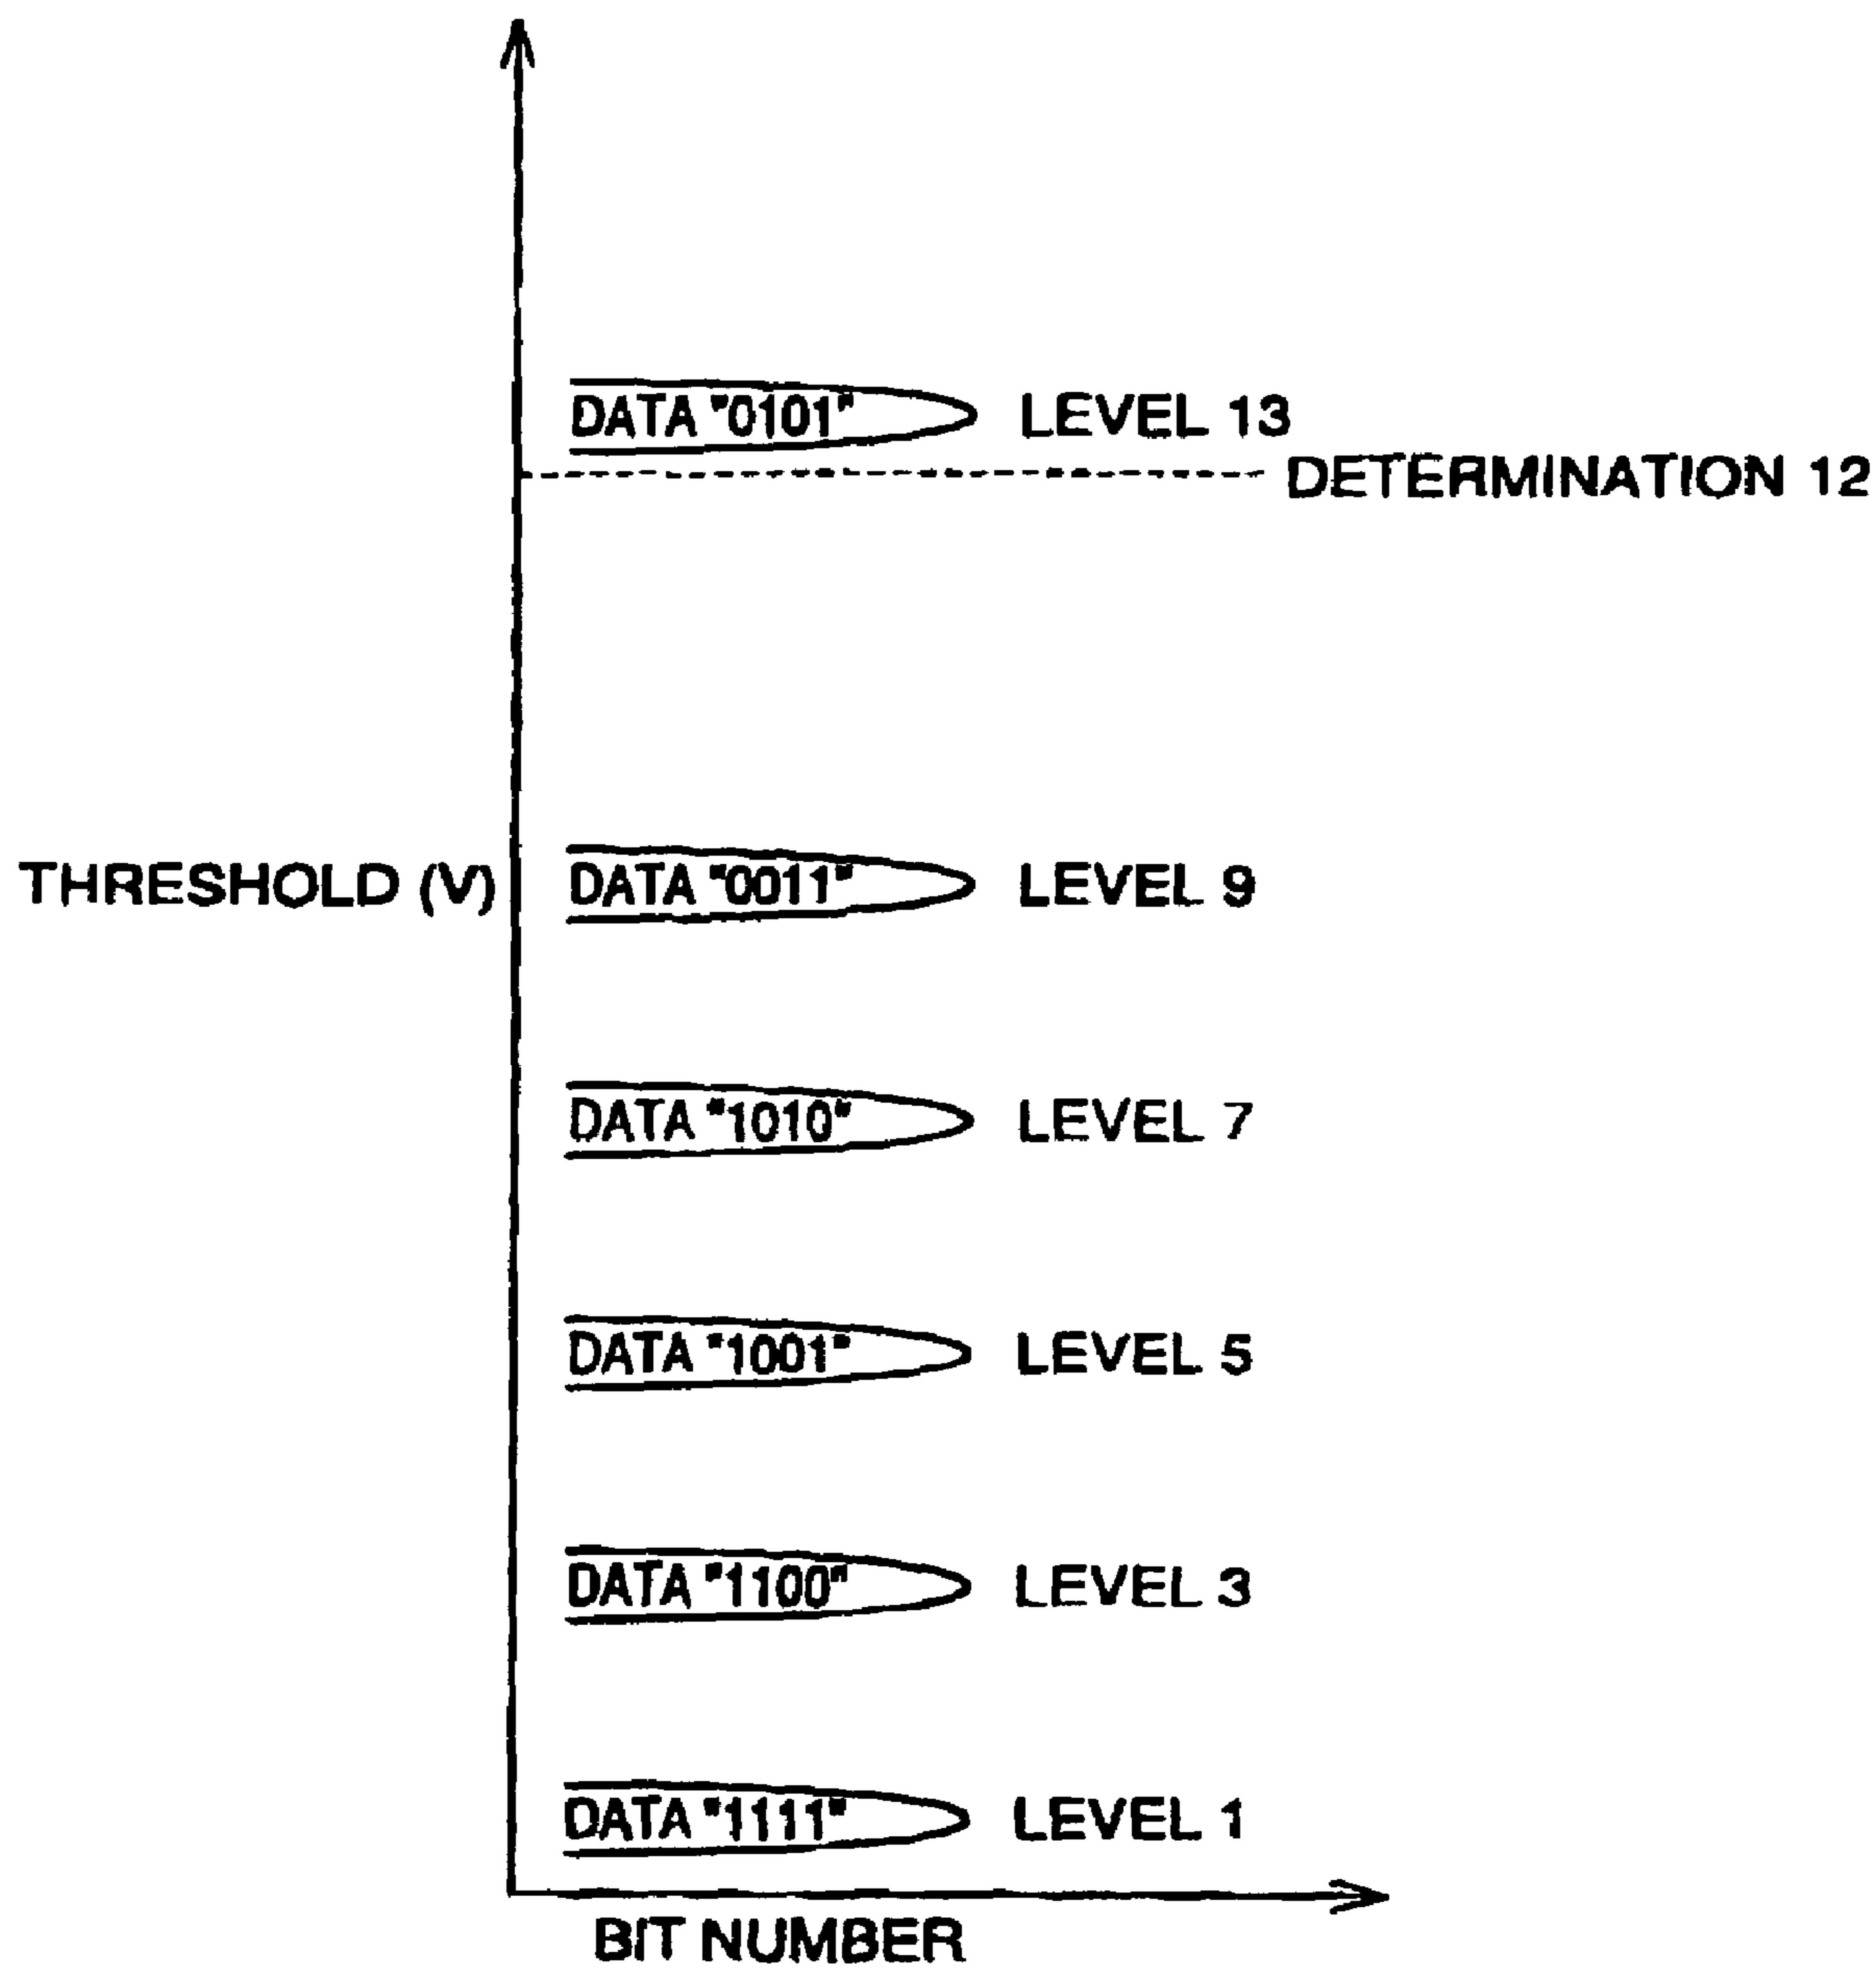 DATA "0101" LEVEL 13
DETERMINATION 12
THRESHOLD (V) DATA "0011" LEVEL 9
DATA "1010" LEVEL 7
DATA "1001" LEVEL 5
DATA "1100" LEVEL 3
DATA "1111" LEVEL 1
BIT NUMBER